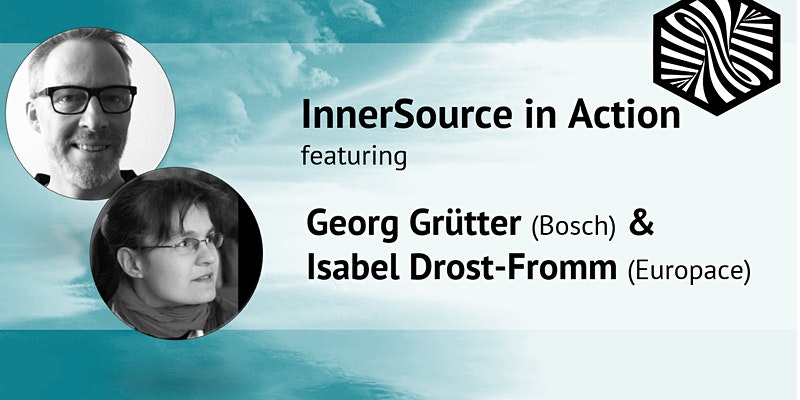 InnerSource in Action
featuring
Georg Grütter (Bosch) &
Isabel Drost-Fromm (Europace)